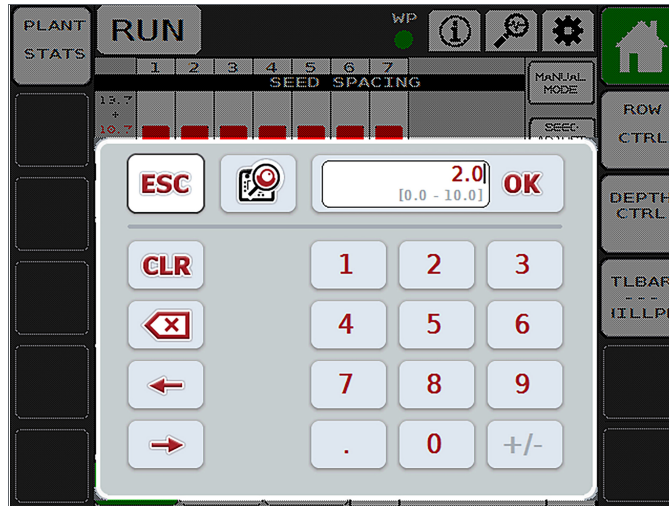 PLANT
STATS
RUN
WP
1 2 3 4 5 6 7
SEED SPACING
MANUAL
MODE
13.7
+
10.7
ROW
CTRL
DEPTH
CTRL
TLBAR
---
HILLP
ESC
2.0
[0.0 - 10.0]
OK
CLR
1 2 3
4 5 6
7 8 9
. 0 +/-